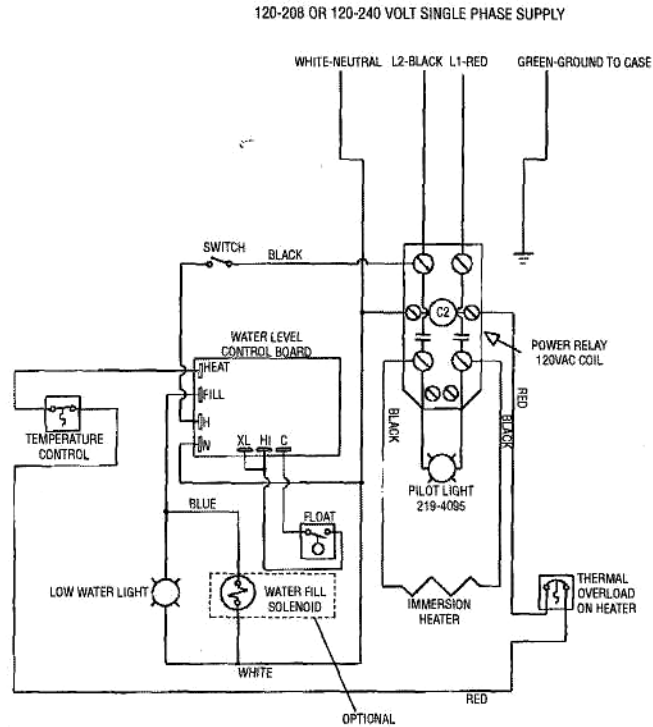 120-208 OR 120-240 VOLT SINGLE PHASE SUPPLY
WHITE-NEUTRAL
L2-BLACK
L1-RED
GREEN-GROUND TO CASE
SWITCH
BLACK
C2
WATER LEVEL
CONTROL BOARD
POWER RELAY
120VAC COIL
HEAT
FILL
H
N
XL
HI
C
TEMPERATURE
CONTROL
BLACK
RED
BLACK
PILOT LIGHT
219-4095
BLUE
FLOAT
LOW WATER LIGHT
WATER FILL
SOLENOID
IMMERSION
HEATER
THERMAL
OVERLOAD
ON HEATER
WHITE
RED
OPTIONAL